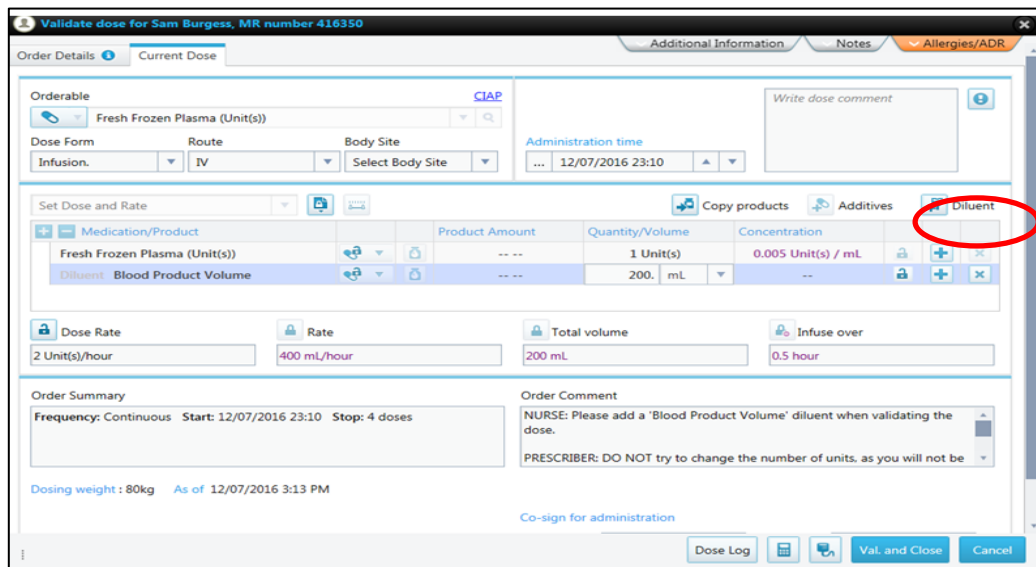 Validate dose for Sam Burgess, MR number 416350
Order Details Current Dose Additional Information Notes Allergies/ADR
Orderable CIAP
Fresh Frozen Plasma (Unit(s))
Write dose comment
Dose Form Route Body Site Administration time
Infusion. IV Select Body Site ... 12/07/2016 23:10
Set Dose and Rate Copy products Additives Diluent
Medication/Product Product Amount Quantity/Volume Concentration
Fresh Frozen Plasma (Unit(s)) -- -- 1 Unit(s) 0.005 Unit(s) / mL
Diluent Blood Product Volume -- -- 200. mL --
Dose Rate Rate Total volume Infuse over
2 Unit(s)/hour 400 mL/hour 200 mL 0.5 hour
Order Summary Order Comment
Frequency: Continuous Start: 12/07/2016 23:10 Stop: 4 doses
NURSE: Please add a 'Blood Product Volume' diluent when validating the
dose.
PRESCRIBER: DO NOT try to change the number of units, as you will not be
Dosing weight : 80kg As of 12/07/2016 3:13 PM
Co-sign for administration
Dose Log Val. and Close Cancel